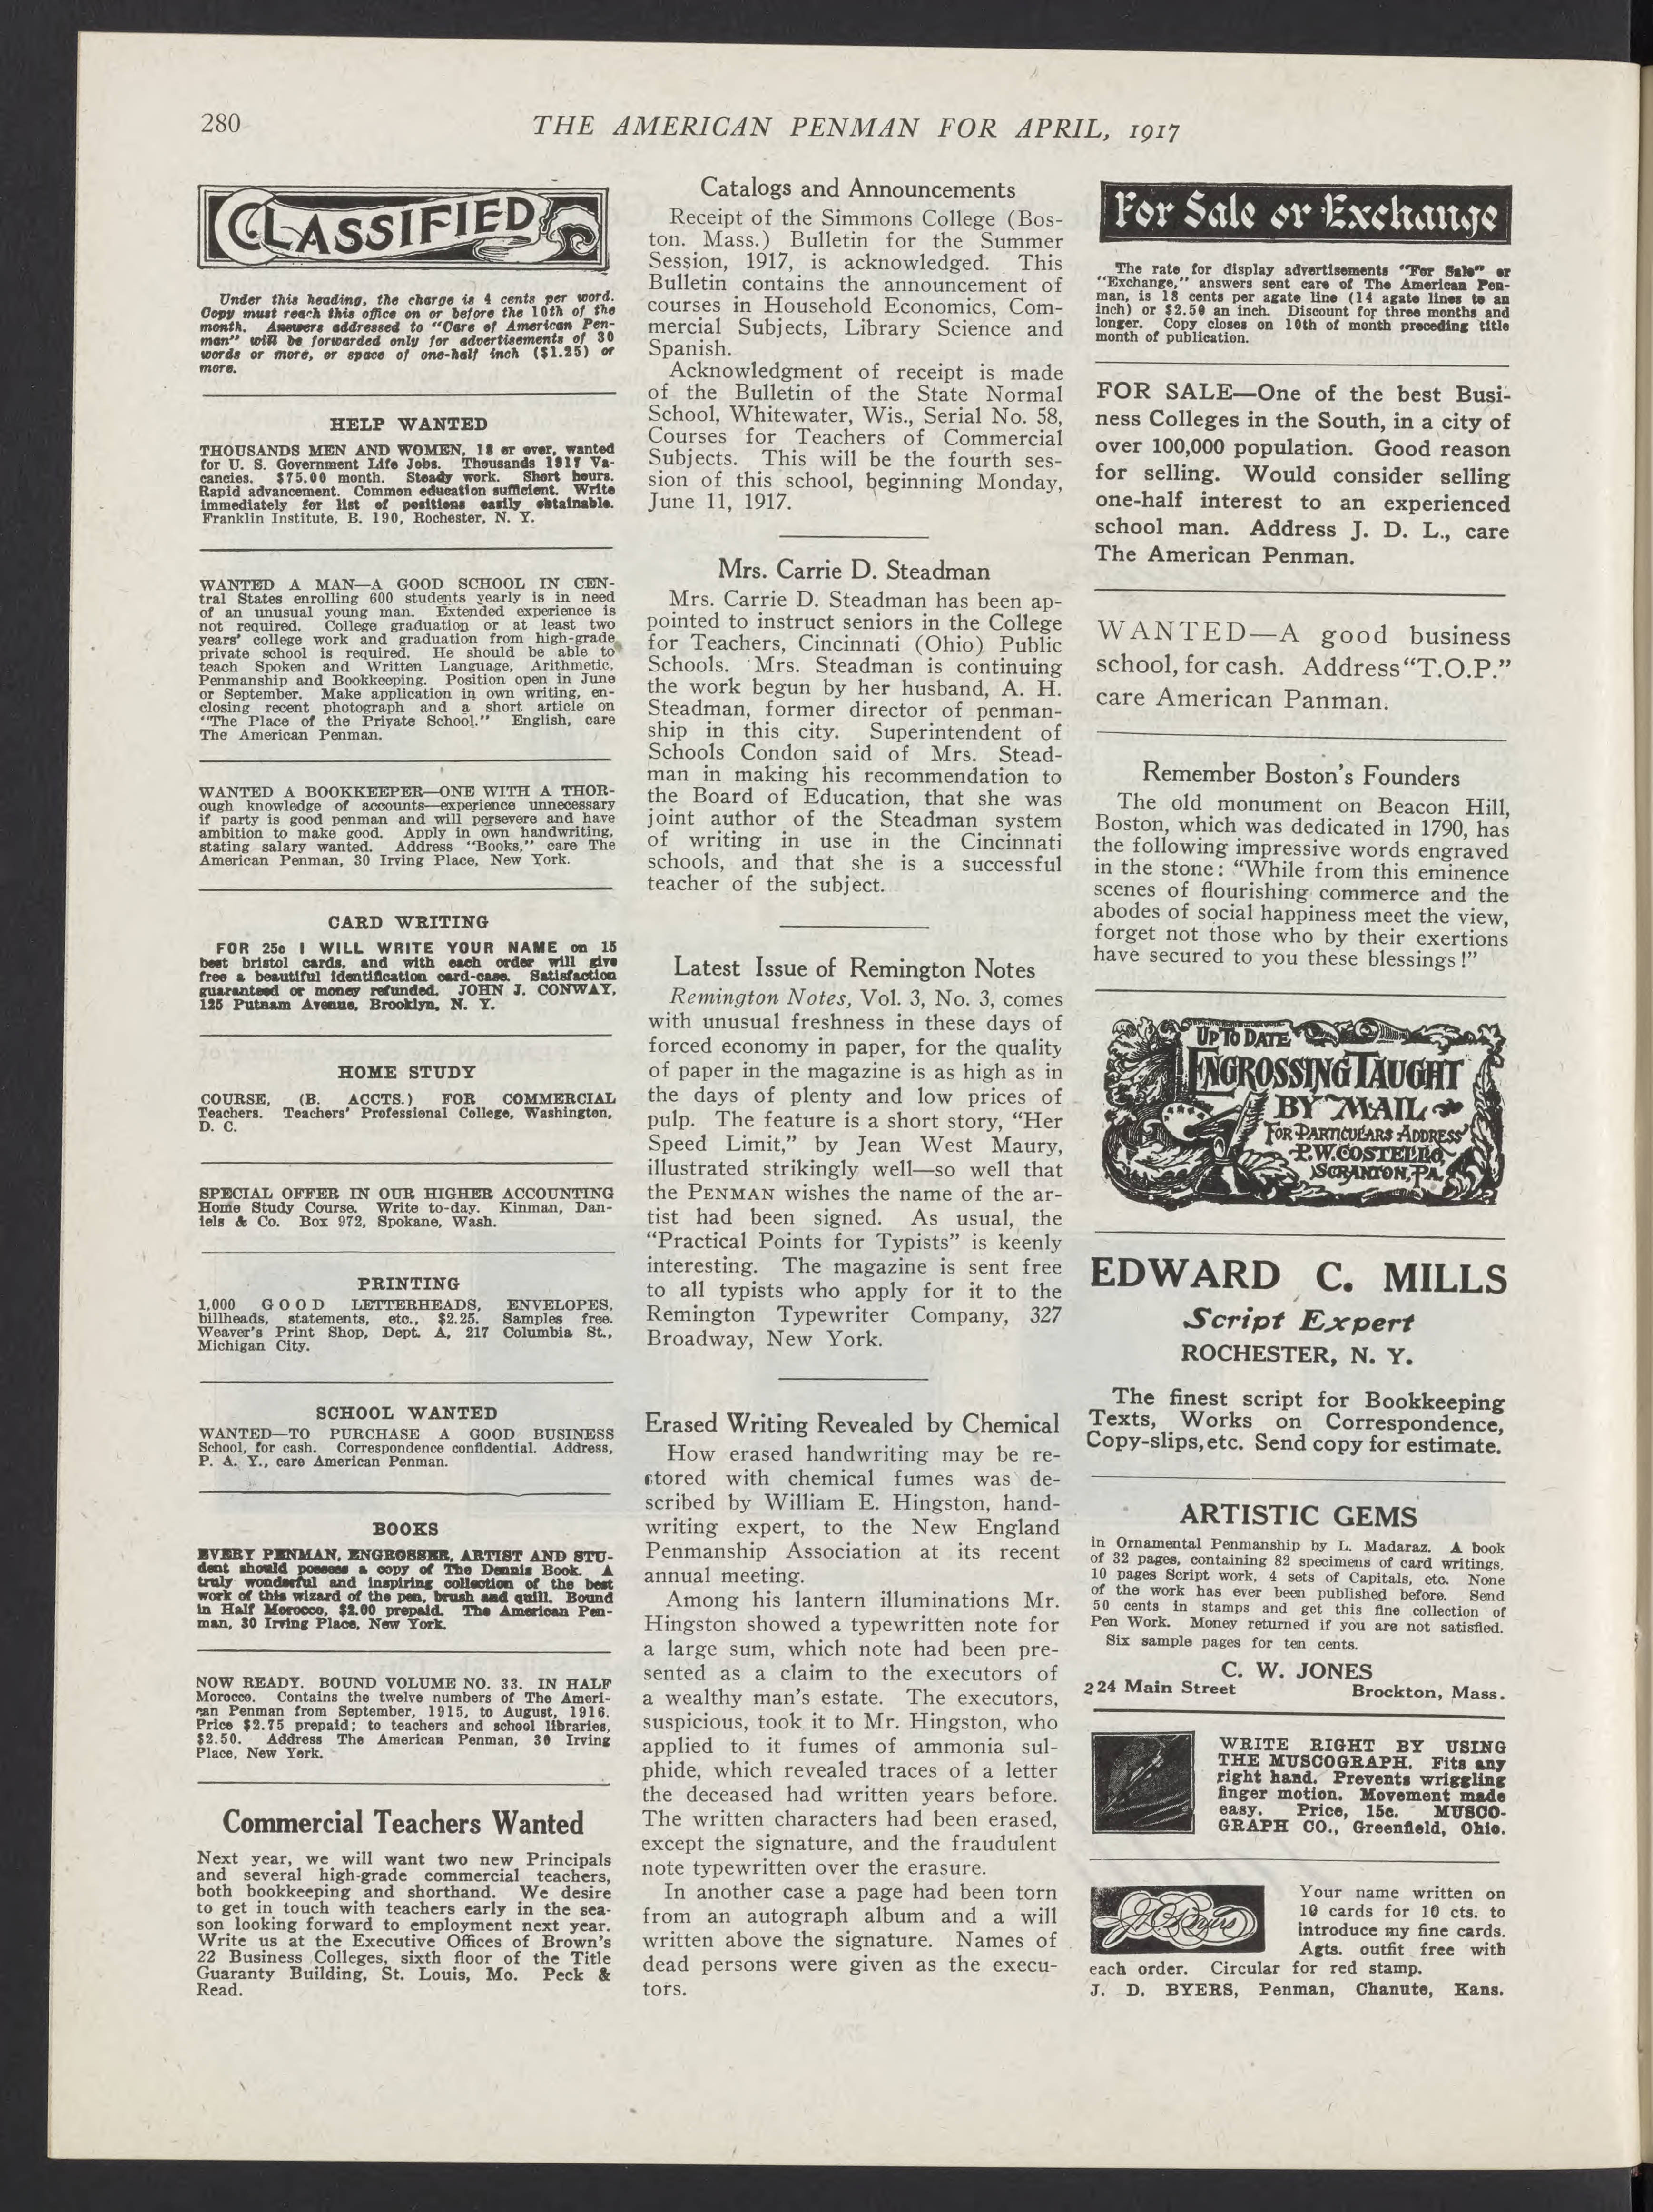 280
THE AMERICAN PENMAN FOR APRIL, 1917
CLASSIFIED
Under this heading, the charge is 4 cents per word.
Copy must reach this office on or before the 10th of the
month. Answers addressed to "Care of American Pen-
man" will be forwarded only for advertisements of 30
words or more, or space of one-half inch ($1.25) or
more.
HELP WANTED
THOUSANDS MEN AND WOMEN, 18 or over, wanted
for U. S. Government Life Jobs. Thousands 1917 Va-
cancies. $75.00 month. Steady work. Short hours.
Rapid advancement. Common education sufficient. Write
immediately for list of positions easily obtainable.
Franklin Institute, B. 190, Rochester, N. Y.
WANTED A MAN—A GOOD SCHOOL IN CEN-
tral States enrolling 600 students yearly is in need
of an unusual young man. Extended experience is
not required. College graduation or at least two
years' college work and graduation from high-grade
private school is required. He should be able to
teach Spoken and Written Language, Arithmetic,
Penmanship and Bookkeeping. Position open in June
or September. Make application in own writing, en-
closing recent photograph and a short article on
"The Place of the Private School." English, care
The American Penman.
WANTED A BOOKKEEPER—ONE WITH A THOR-
ough knowledge of accounts—experience unnecessary
if party is good penman and will persevere and have
ambition to make good. Apply in own handwriting,
stating salary wanted. Address "Books," care The
American Penman, 30 Irving Place, New York.
CARD WRITING
FOR 25c I WILL WRITE YOUR NAME on 15
best bristol cards, and with each order will give
free a beautiful identification card-case. Satisfaction
guaranteed or money refunded. JOHN J. CONWAY,
125 Putnam Avenue, Brooklyn, N. Y.
HOME STUDY
COURSE, (B. ACCTS.) FOR COMMERCIAL
Teachers. Teachers' Professional College, Washington,
D. C.
SPECIAL OFFER IN OUR HIGHER ACCOUNTING
Home Study Course. Write to-day. Kinman, Dan-
iels & Co. Box 972, Spokane, Wash.
PRINTING
1,000 GOOD LETTERHEADS, ENVELOPES,
billheads, statements, etc., $2.25. Samples free.
Weaver's Print Shop, Dept. A, 217 Columbia St.,
Michigan City.
SCHOOL WANTED
WANTED—TO PURCHASE A GOOD BUSINESS
School, for cash. Correspondence confidential. Address,
P. A. Y., care American Penman.
BOOKS
EVERY PENMAN, ENGROSSER, ARTIST AND STU-
dent should possess a copy of The Dennis Book. A
truly wonderful and inspiring collection of the best
work of this wizard of the pen, brush and quill. Bound
in Half Morocco, $2.00 prepaid. The American Pen-
man, 30 Irving Place, New York.
NOW READY. BOUND VOLUME NO. 33. IN HALF
Morocco. Contains the twelve numbers of The Ameri-
can Penman from September, 1915, to August, 1916.
Price $2.75 prepaid; to teachers and school libraries,
$2.50. Address The American Penman, 30 Irving
Place, New York.
Commercial Teachers Wanted
Next year, we will want two new Principals
and several high-grade commercial teachers,
both bookkeeping and shorthand. We desire
to get in touch with teachers early in the sea-
son looking forward to employment next year.
Write us at the Executive Offices of Brown's
22 Business Colleges, sixth floor of the Title
Guaranty Building, St. Louis, Mo. Peck &
Read.
Catalogs and Announcements
Receipt of the Simmons College (Bos-
ton. Mass.) Bulletin for the Summer
Session, 1917, is acknowledged. This
Bulletin contains the announcement of
courses in Household Economics, Com-
mercial Subjects, Library Science and
Spanish.
Acknowledgment of receipt is made
of the Bulletin of the State Normal
School, Whitewater, Wis., Serial No. 58,
Courses for Teachers of Commercial
Subjects. This will be the fourth ses-
sion of this school, beginning Monday,
June 11, 1917.
Mrs. Carrie D. Steadman
Mrs. Carrie D. Steadman has been ap-
pointed to instruct seniors in the College
for Teachers, Cincinnati (Ohio) Public
Schools. Mrs. Steadman is continuing
the work begun by her husband, A. H.
Steadman, former director of penman-
ship in this city. Superintendent of
Schools Condon said of Mrs. Stead-
man in making his recommendation to
the Board of Education, that she was
joint author of the Steadman system
of writing in use in the Cincinnati
schools, and that she is a successful
teacher of the subject.
Latest Issue of Remington Notes
Remington Notes, Vol. 3, No. 3, comes
with unusual freshness in these days of
forced economy in paper, for the quality
of paper in the magazine is as high as in
the days of plenty and low prices of
pulp. The feature is a short story, "Her
Speed Limit," by Jean West Maury,
illustrated strikingly well—so well that
the PENMAN wishes the name of the ar-
tist had been signed. As usual, the
"Practical Points for Typists" is keenly
interesting. The magazine is sent free
to all typists who apply for it to the
Remington Typewriter Company, 327
Broadway, New York.
Erased Writing Revealed by Chemical
How erased handwriting may be re-
stored with chemical fumes was de-
scribed by William E. Hingston, hand-
writing expert, to the New England
Penmanship Association at its recent
annual meeting.
Among his lantern illuminations Mr.
Hingston showed a typewritten note for
a large sum, which note had been pre-
sented as a claim to the executors of
a wealthy man's estate. The executors,
suspicious, took it to Mr. Hingston, who
applied to it fumes of ammonia sul-
phide, which revealed traces of a letter
the deceased had written years before.
The written characters had been erased,
except the signature, and the fraudulent
note typewritten over the erasure.
In another case a page had been torn
from an autograph album and a will
written above the signature. Names of
dead persons were given as the execu-
tors.
For Sale or Exchange
The rate for display advertisements "For Sale" or
"Exchange," answers sent care of The American Pen-
man, is 18 cents per agate line (14 agate lines to an
inch) or $2.50 an inch. Discount for three months and
longer. Copy closes on 10th of month preceding title
month of publication.
FOR SALE—One of the best Busi-
ness Colleges in the South, in a city of
over 100,000 population. Good reason
for selling. Would consider selling
one-half interest to an experienced
school man. Address J. D. L., care
The American Penman.
WANTED—A good business
school, for cash. Address "T.O.P."
care American Panman.
Remember Boston's Founders
The old monument on Beacon Hill,
Boston, which was dedicated in 1790, has
the following impressive words engraved
in the stone: "While from this eminence
scenes of flourishing commerce and the
abodes of social happiness meet the view,
forget not those who by their exertions
have secured to you these blessings!"
UP TO DATE
ENGROSSING TAUGHT
BY MAIL
FOR PARTICULARS ADDRESS
P.W. COSTELLO
SCRANTON, PA.
EDWARD C. MILLS
Script Expert
ROCHESTER, N. Y.
The finest script for Bookkeeping
Texts, Works on Correspondence,
Copy-slips, etc. Send copy for estimate.
ARTISTIC GEMS
in Ornamental Penmanship by L. Madaraz. A book
of 32 pages, containing 82 specimens of card writings,
10 pages Script work, 4 sets of Capitals, etc. None
of the work has ever been published before. Send
50 cents in stamps and get this fine collection of
Pen Work. Money returned if you are not satisfied.
Six sample pages for ten cents.
C. W. JONES
224 Main Street Brockton, Mass.
WRITE RIGHT BY USING
THE MUSCOGRAPH. Fits any
right hand. Prevents wriggling
finger motion. Movement made
easy. Price, 15c. MUSCO-
GRAPH CO., Greenfield, Ohio.
J. D. Byers
Your name written on
10 cards for 10 cts. to
introduce my fine cards.
Agts. outfit free with
each order. Circular for red stamp.
J. D. BYERS, Penman, Chanute, Kans.